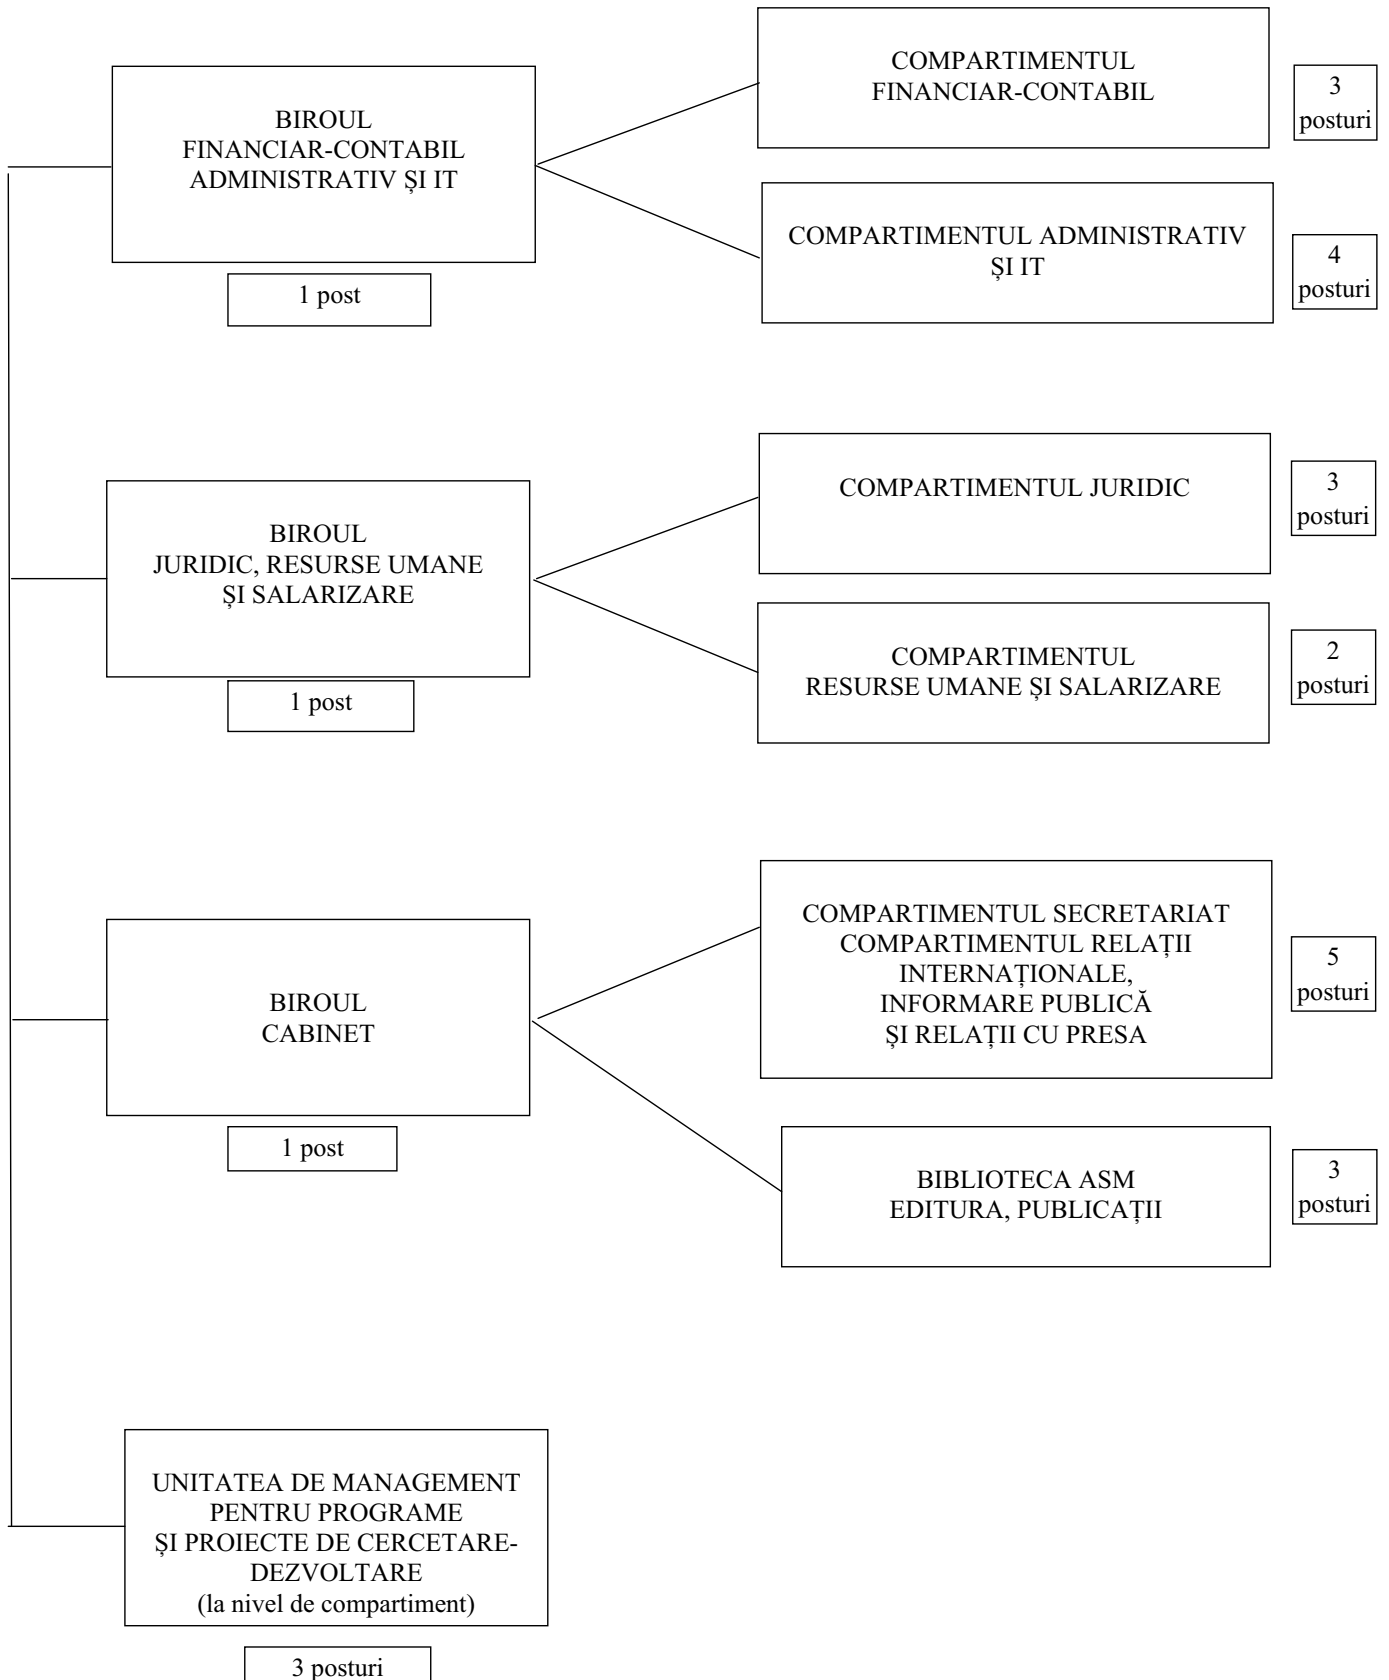 BIROUL
FINANCIAR-CONTABIL
ADMINISTRATIV ȘI IT
1 post
COMPARTIMENTUL
FINANCIAR-CONTABIL
3
posturi
COMPARTIMENTUL ADMINISTRATIV
ȘI IT
4
posturi
BIROUL
JURIDIC, RESURSE UMANE
ȘI SALARIZARE
1 post
COMPARTIMENTUL JURIDIC
3
posturi
COMPARTIMENTUL
RESURSE UMANE ȘI SALARIZARE
2
posturi
BIROUL
CABINET
1 post
COMPARTIMENTUL SECRETARIAT
COMPARTIMENTUL RELAȚII
INTERNAȚIONALE,
INFORMARE PUBLICĂ
ȘI RELAȚII CU PRESA
5
posturi
BIBLIOTECA ASM
EDITURA, PUBLICAȚII
3
posturi
UNITATEA DE MANAGEMENT
PENTRU PROGRAME
ȘI PROIECTE DE CERCETARE-
DEZVOLTARE
(la nivel de compartiment)
3 posturi